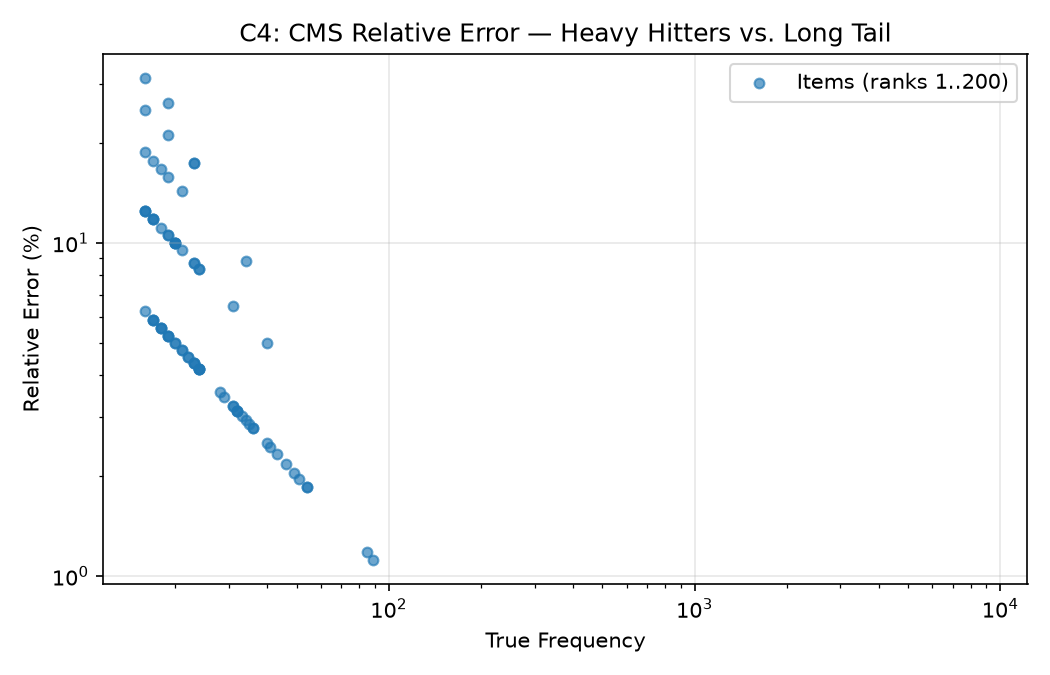 C4: CMS Relative Error — Heavy Hitters vs. Long Tail
Items (ranks 1..200)
Relative Error (%)
10¹
10⁰
10²
10³
10⁴
True Frequency